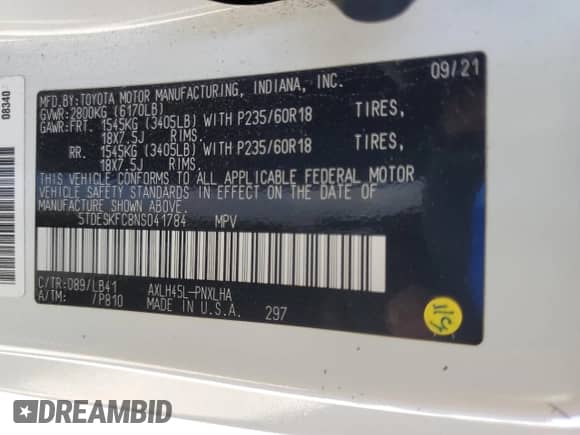 MFD.BY:TOYOTA MOTOR MANUFACTURING, INDIANA, INC. 09/21
GVWR:2800KG (6170LB)
GAWR:FRT. 1545KG (3405LB) WITH P235/60R18 TIRES,
18X7.5J RIMS,
RR. 1545KG (3405LB) WITH P235/60R18 TIRES,
18X7.5J RIMS.
THIS VEHICLE CONFORMS TO ALL APPLICABLE FEDERAL MOTOR
VEHICLE SAFETY STANDARDS IN EFFECT ON THE DATE OF
MANUFACTURE SHOWN ABOVE.
5TDESKFC8NS041784 MPV
C/TR:089/LB41 AXLH45L-PNXLHA
A/TM: /P810 MADE IN U.S.A. 297
08340
DREAMBID